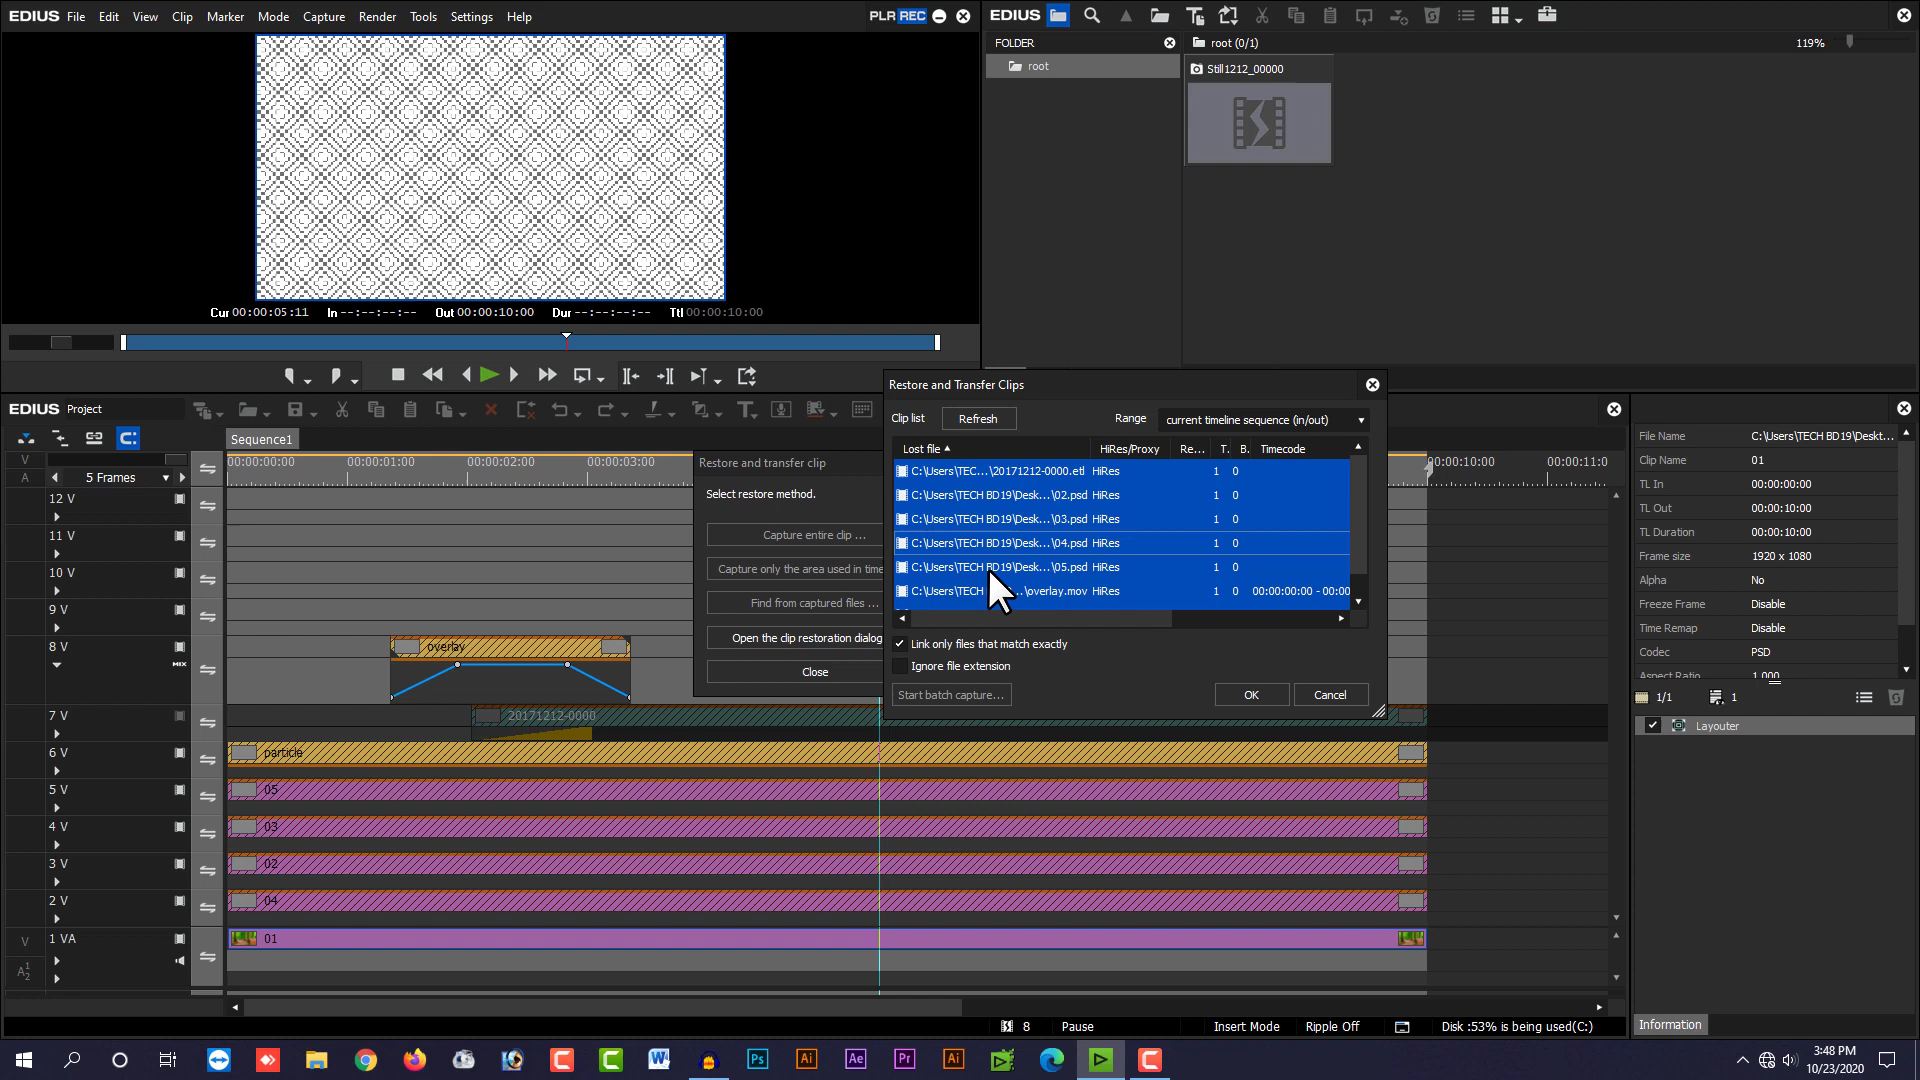 EDIUS File Edit View Clip Marker Mode Capture Render Tools Settings Help PLR REC
EDIUS
FOLDER
root (0/1)
119%
root
Still1212_00000
Cur 00:00:05:11 In --:--:--:-- Out 00:00:10:00 Dur --:--:--:-- Ttl 00:00:10:00
EDIUS Project
Sequence1
V
A
5 Frames
00:00:00:00
00:00:01:00
00:00:02:00
00:00:03:00
00:00:10:00
00:00:11:0
Restore and transfer clip
Select restore method.
Capture entire clip ...
Capture only the area used in time
Find from captured files ...
Open the clip restoration dialog
Close
Restore and Transfer Clips
Clip list
Refresh
Range
current timeline sequence (in/out)
Lost file HiRes/Proxy Re... T. B. Timecode
C:\Users\TEC...\20171212-0000.etl HiRes 1 0
C:\Users\TECH BD19\Desk...\02.psd HiRes 1 0
C:\Users\TECH BD19\Desk...\03.psd HiRes 1 0
C:\Users\TECH BD19\Desk...\04.psd HiRes 1 0
C:\Users\TECH BD19\Desk...\05.psd HiRes 1 0
C:\Users\TECH ...\overlay.mov HiRes 1 0 00:00:00:00 - 00:00
Link only files that match exactly
Ignore file extension
Start batch capture...
OK
Cancel
12 V
11 V
10 V
9 V
8 V
MIX
overlay
7 V
20171212-0000
6 V
particle
5 V
05
4 V
03
3 V
02
2 V
04
V
1 VA
01
A 1 2
File Name C:\Users\TECH BD19\Deskt...
Clip Name 01
TL In 00:00:00:00
TL Out 00:00:10:00
TL Duration 00:00:10:00
Frame size 1920 x 1080
Alpha No
Freeze Frame Disable
Time Remap Disable
Codec PSD
Aspect Ratio 1.000
1/1
1
Layouter
Information
8 Pause Insert Mode Ripple Off Disk :53% is being used(C:)
W
Ps
Ai
Ae
Pr
Ai
3:48 PM
10/23/2020